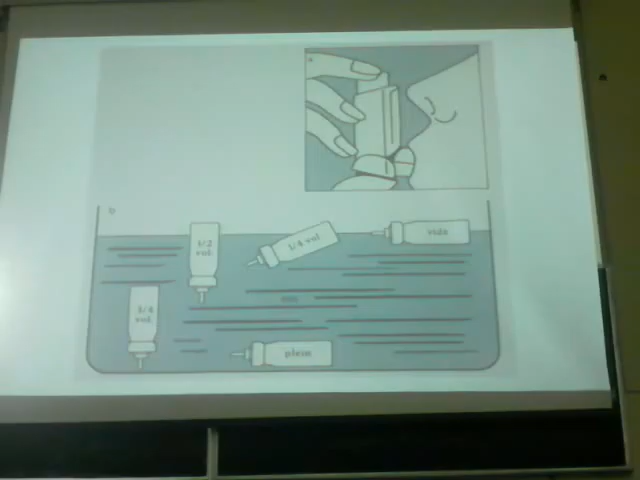 a
b
1/2
vol.
1/4 vol
vide
3/4
vol.
plein